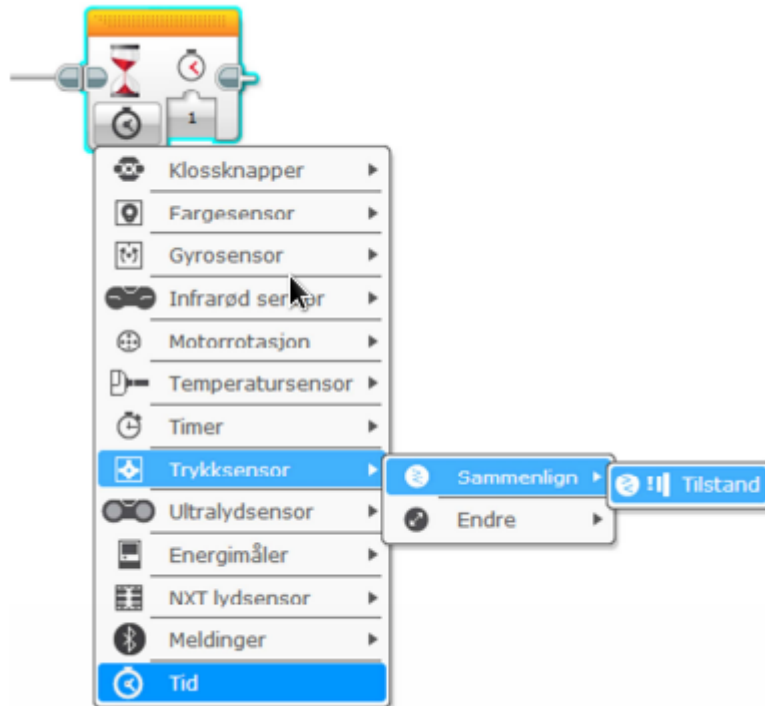 1
Klossknapper
Fargesensor
Gyrosensor
Infrarød sensor
Motorrotasjon
Temperatursensor
Timer
Trykksensor
Sammenlign
Tilstand
Ultralydsensor
Endre
Energimåler
NXT lydsensor
Meldinger
Tid